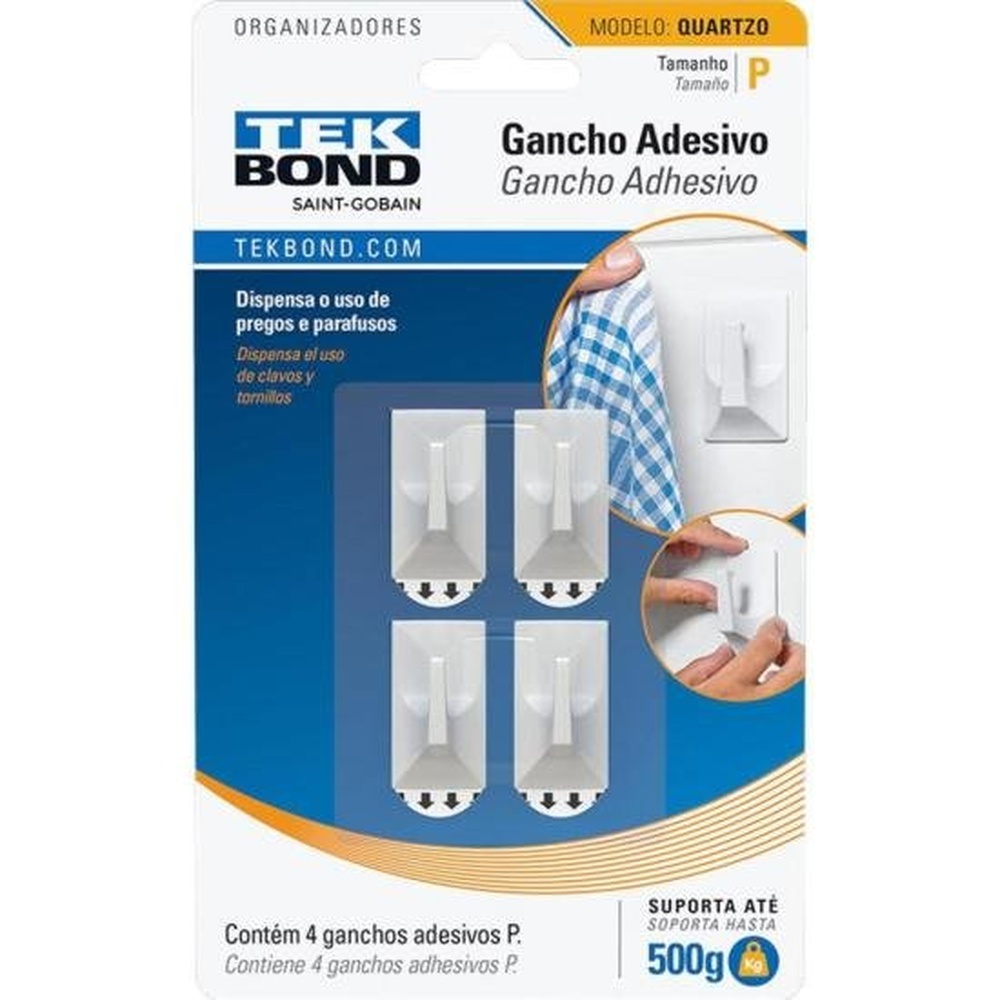 ORGANIZADORES
MODELO: QUARTZO
Tamanho
Tamaño
P
TEK
BOND
SAINT-GOBAIN
Gancho Adesivo
Gancho Adhesivo
TEKBOND.COM
Dispensa o uso de
pregos e parafusos
Dispensa el uso
de clavos y
tornillos
Contém 4 ganchos adesivos P.
Contiene 4 ganchos adhesivos P.
SUPORTA ATÉ
SOPORTA HASTA
500g
Kg